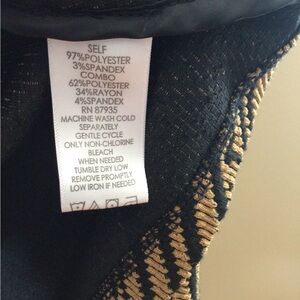 SELF
97%POLYESTER
3%SPANDEX
COMBO
62%POLYESTER
34%RAYON
4%SPANDEX
RN 87935
MACHINE WASH COLD
SEPARATELY
GENTLE CYCLE
ONLY NON-CHLORINE
BLEACH
WHEN NEEDED
TUMBLE DRY LOW
REMOVE PROMPTLY
LOW IRON IF NEEDED